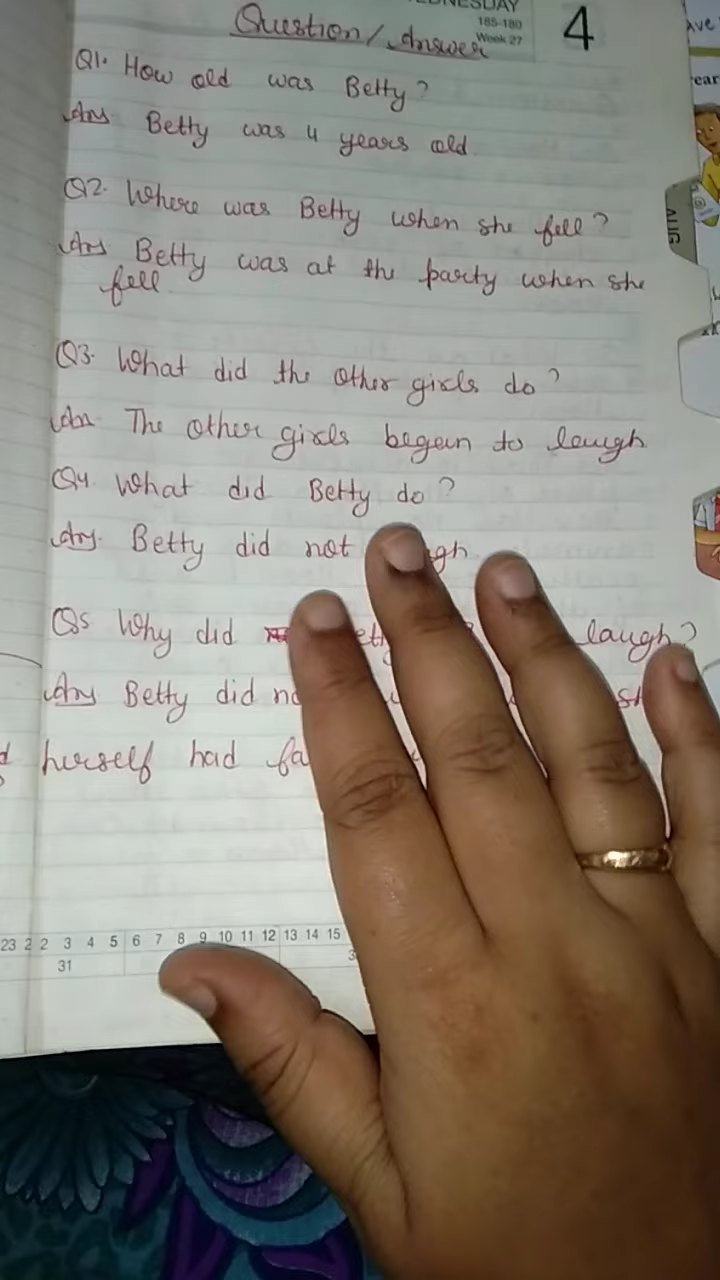 WEDNESDAY
185-180
Week 27
4
Question/Answer
Q1. How old was Betty?
Ans Betty was 4 years old.
Q2. Where was Betty when she fell?
Ans Betty was at the party when she
fell.
AUG
Q3. What did the other girls do?
An. The other girls began to laugh
Q4. What did Betty do?
Ans. Betty did not
Q5 Why did laugh?
Ans Betty did
herself had
23 2 2 3 4 5 6 7 8 9 10 11 12 13 14 15
31